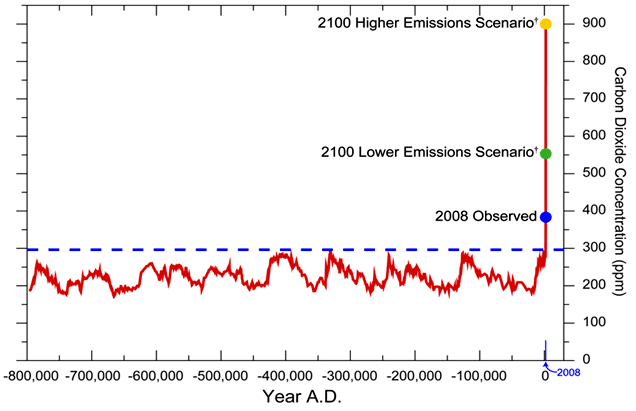 2100 Higher Emissions Scenario†
2100 Lower Emissions Scenario†
2008 Observed
900
800
700
600
500
400
300
200
100
0
Carbon Dioxide Concentration (ppm)
-800,000 -700,000 -600,000 -500,000 -400,000 -300,000 -200,000 -100,000 0
2008
Year A.D.